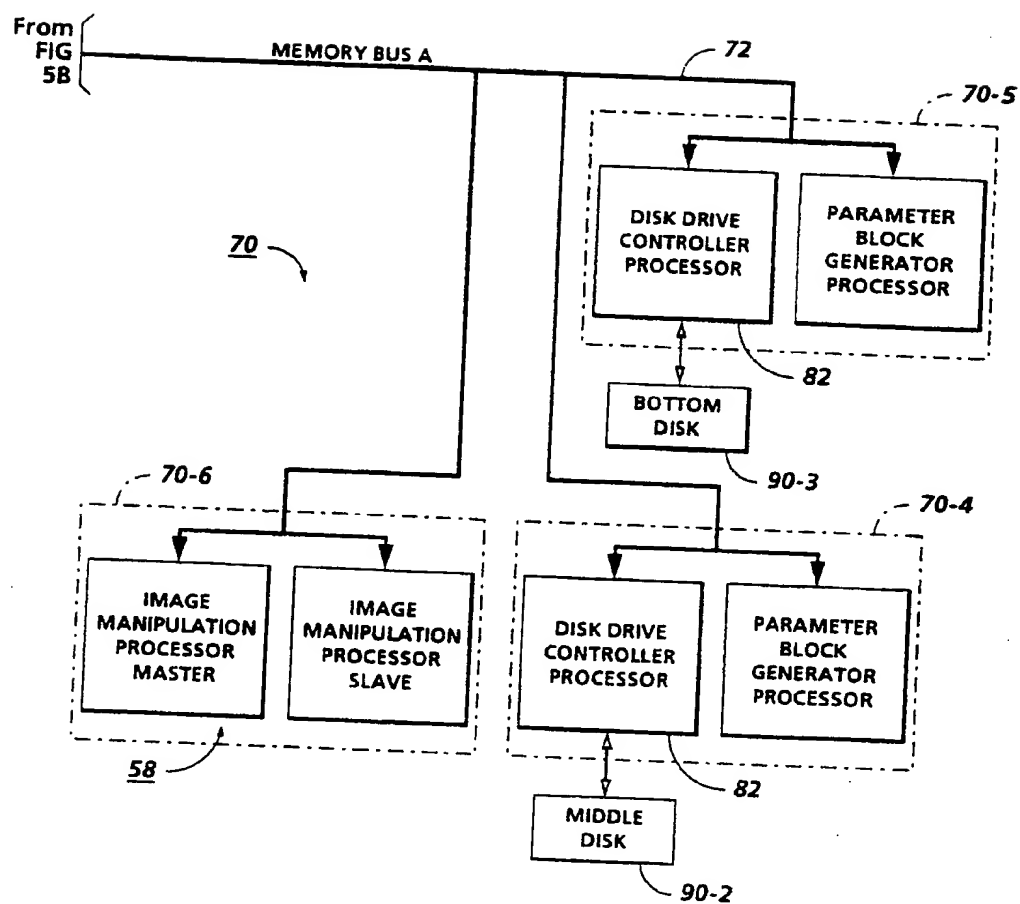 From
FIG
5B
MEMORY BUS A
72
70-5
DISK DRIVE
CONTROLLER
PROCESSOR
PARAMETER
BLOCK
GENERATOR
PROCESSOR
70
82
BOTTOM
DISK
90-3
70-6
70-4
IMAGE
MANIPULATION
PROCESSOR
MASTER
IMAGE
MANIPULATION
PROCESSOR
SLAVE
DISK DRIVE
CONTROLLER
PROCESSOR
PARAMETER
BLOCK
GENERATOR
PROCESSOR
58
82
MIDDLE
DISK
90-2